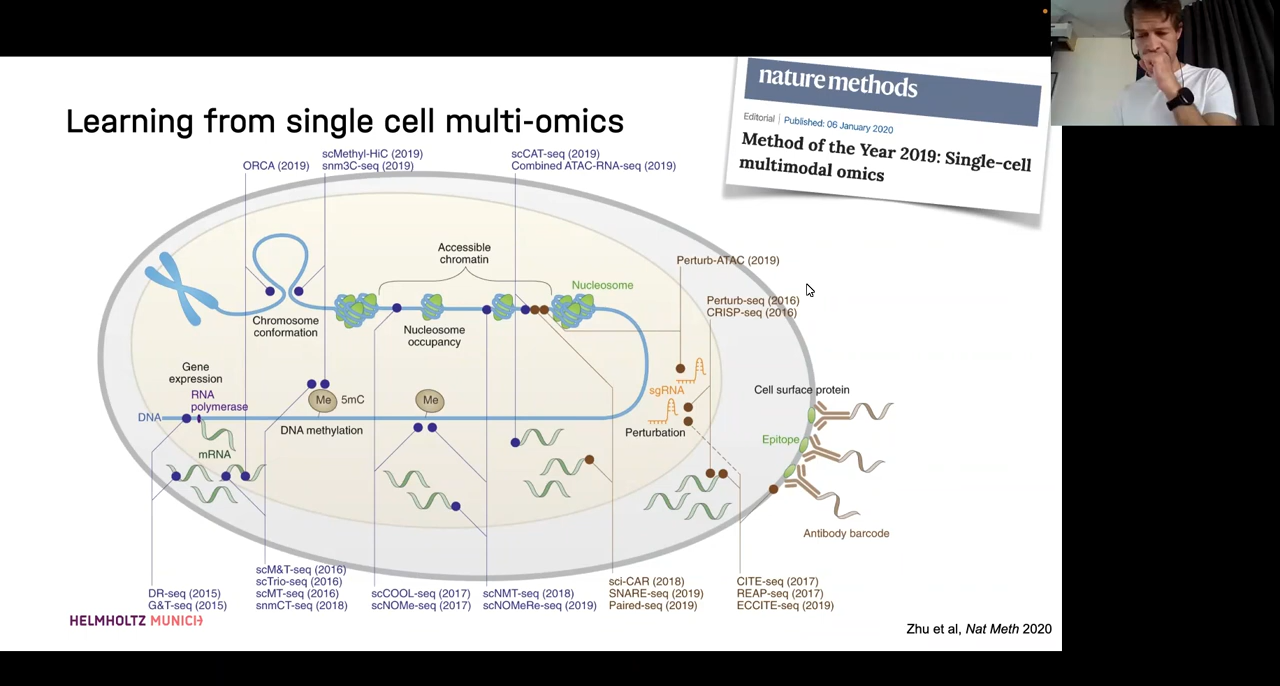 nature methods
Editorial | Published: 06 January 2020
Method of the Year 2019: Single-cell
multimodal omics
Learning from single cell multi-omics
ORCA (2019)
scMethyl-HiC (2019)
snm3C-seq (2019)
scCAT-seq (2019)
Combined ATAC-RNA-seq (2019)
Accessible
chromatin
Perturb-ATAC (2019)
Nucleosome
Perturb-seq (2016)
CRISP-seq (2016)
Chromosome
conformation
Nucleosome
occupancy
Gene
expression
RNA
polymerase
DNA
Me
5mC
Me
DNA methylation
mRNA
sgRNA
Perturbation
Cell surface protein
Epitope
Antibody barcode
DR-seq (2015)
G&T-seq (2015)
scM&T-seq (2016)
scTrio-seq (2016)
scMT-seq (2016)
snmCT-seq (2018)
scCOOL-seq (2017)
scNOMe-seq (2017)
scNMT-seq (2018)
scNOMeRe-seq (2019)
sci-CAR (2018)
SNARE-seq (2019)
Paired-seq (2019)
CITE-seq (2017)
REAP-seq (2017)
ECCITE-seq (2019)
HELMHOLTZ MUNICH
Zhu et al, Nat Meth 2020